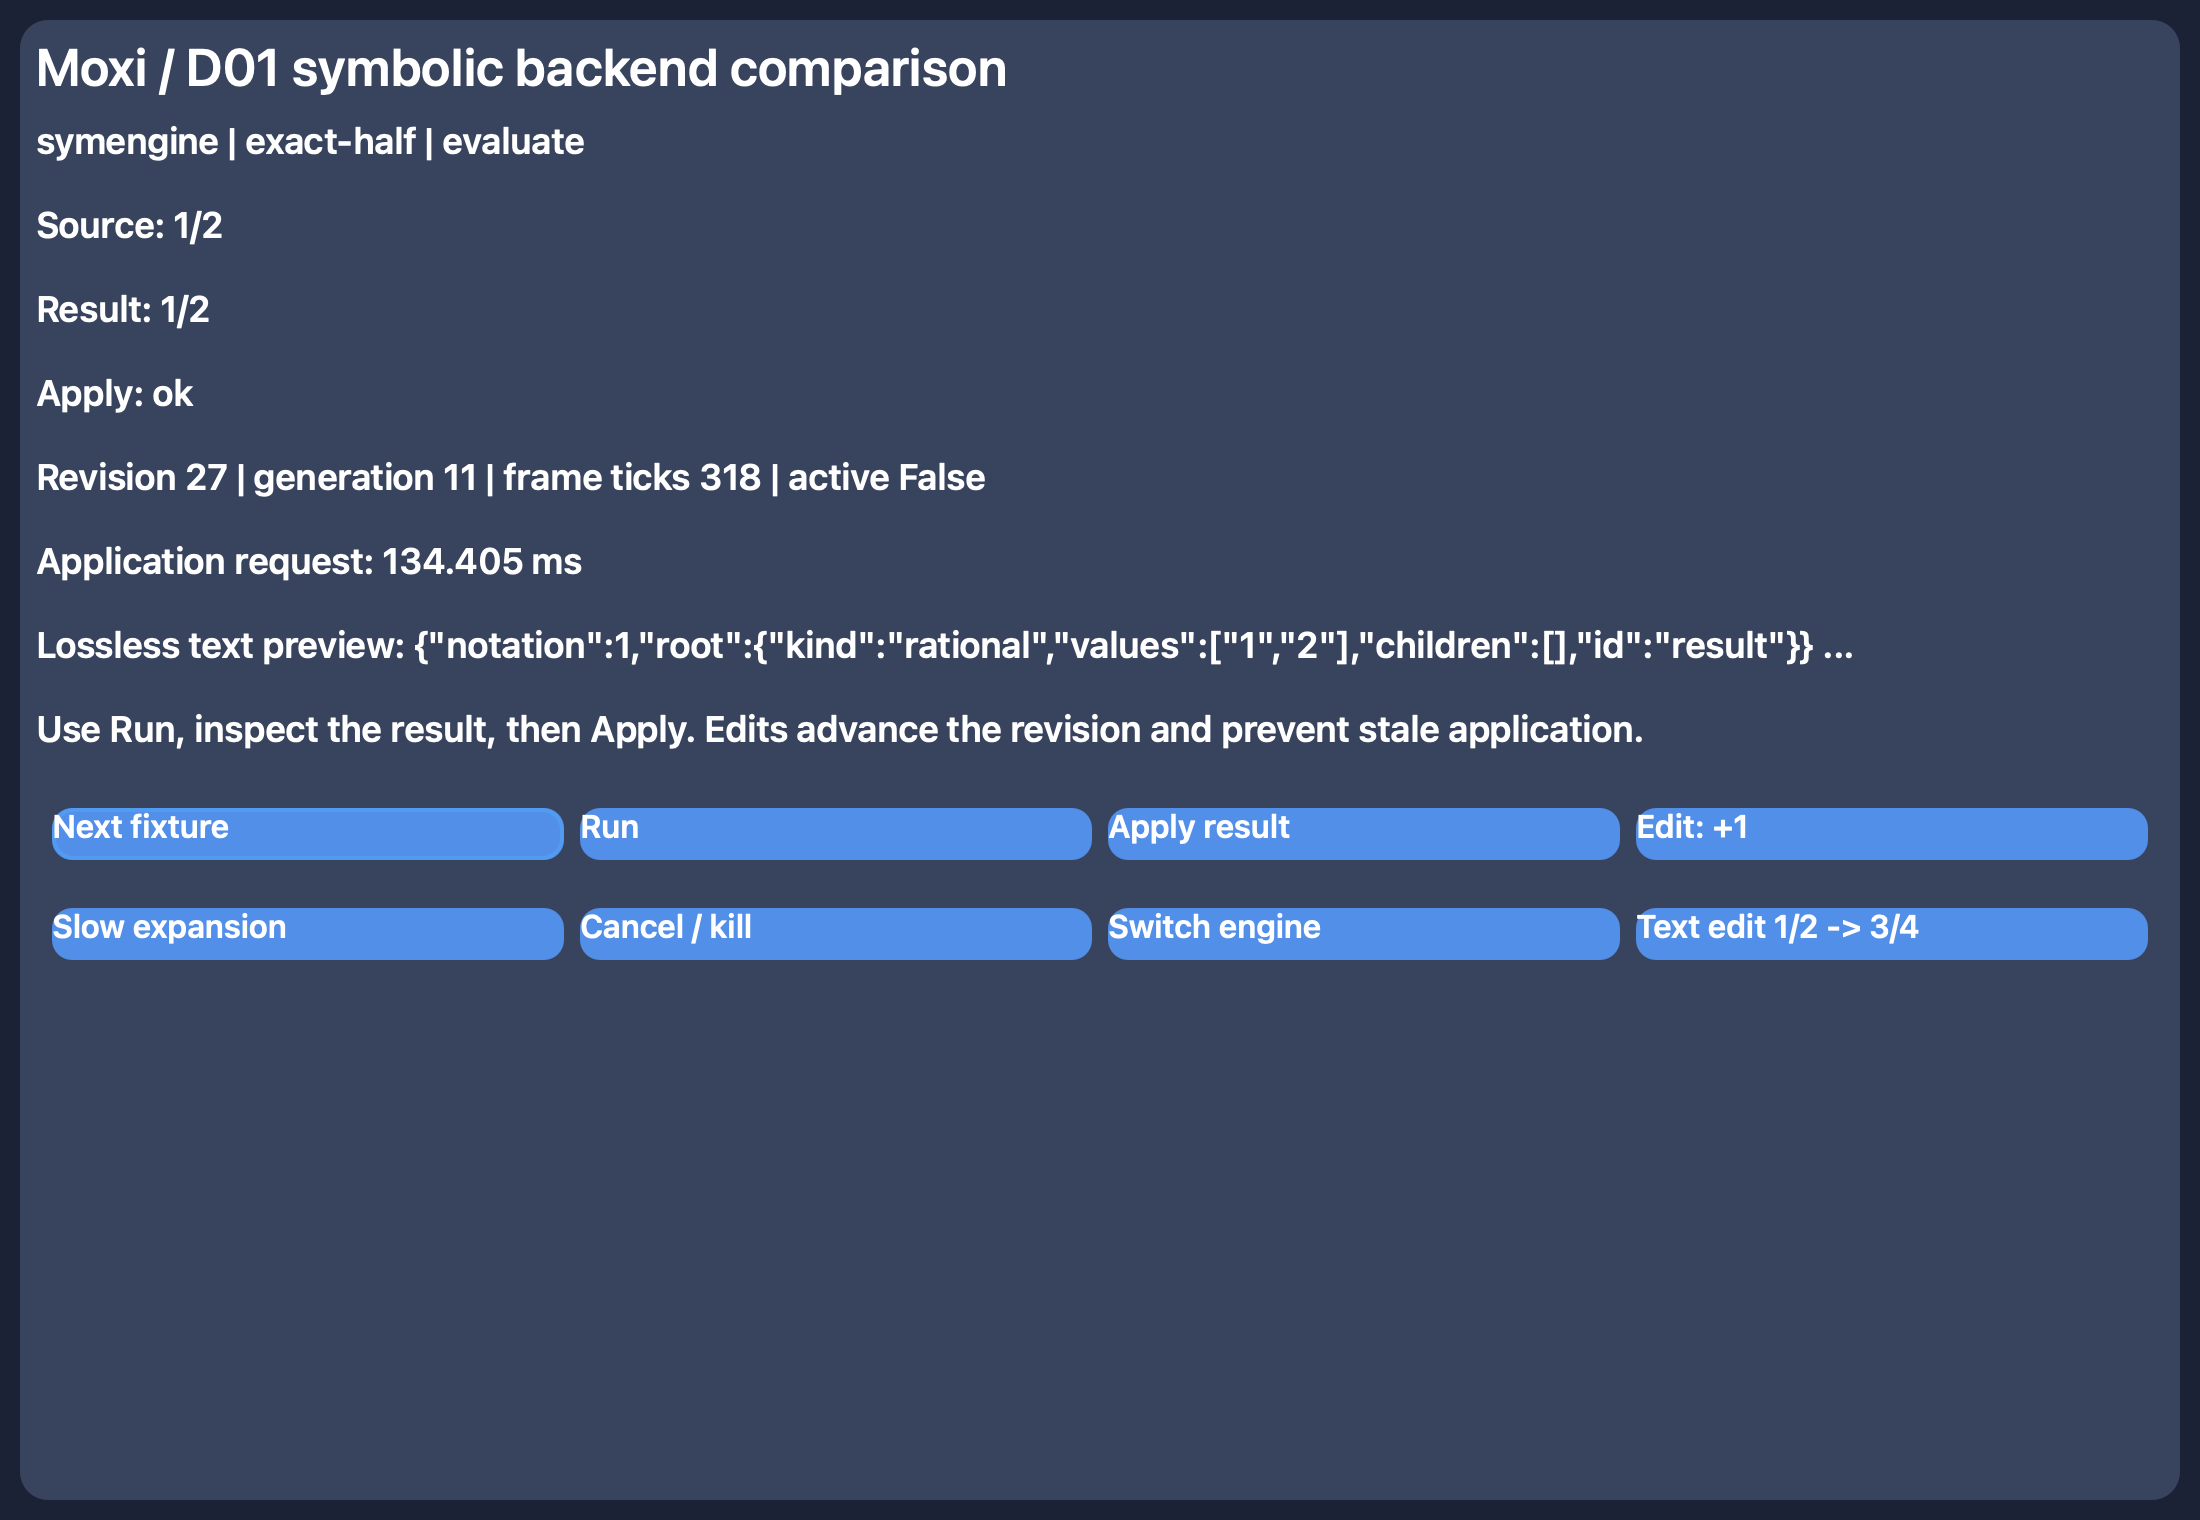 Moxi / D01 symbolic backend comparison
symengine | exact-half | evaluate
Source: 1/2
Result: 1/2
Apply: ok
Revision 27 | generation 11 | frame ticks 318 | active False
Application request: 134.405 ms
Lossless text preview: {"notation":1,"root":{"kind":"rational","values":["1","2"],"children":[],"id":"result"}} ...
Use Run, inspect the result, then Apply. Edits advance the revision and prevent stale application.
Next fixture
Run
Apply result
Edit: +1
Slow expansion
Cancel / kill
Switch engine
Text edit 1/2 -> 3/4